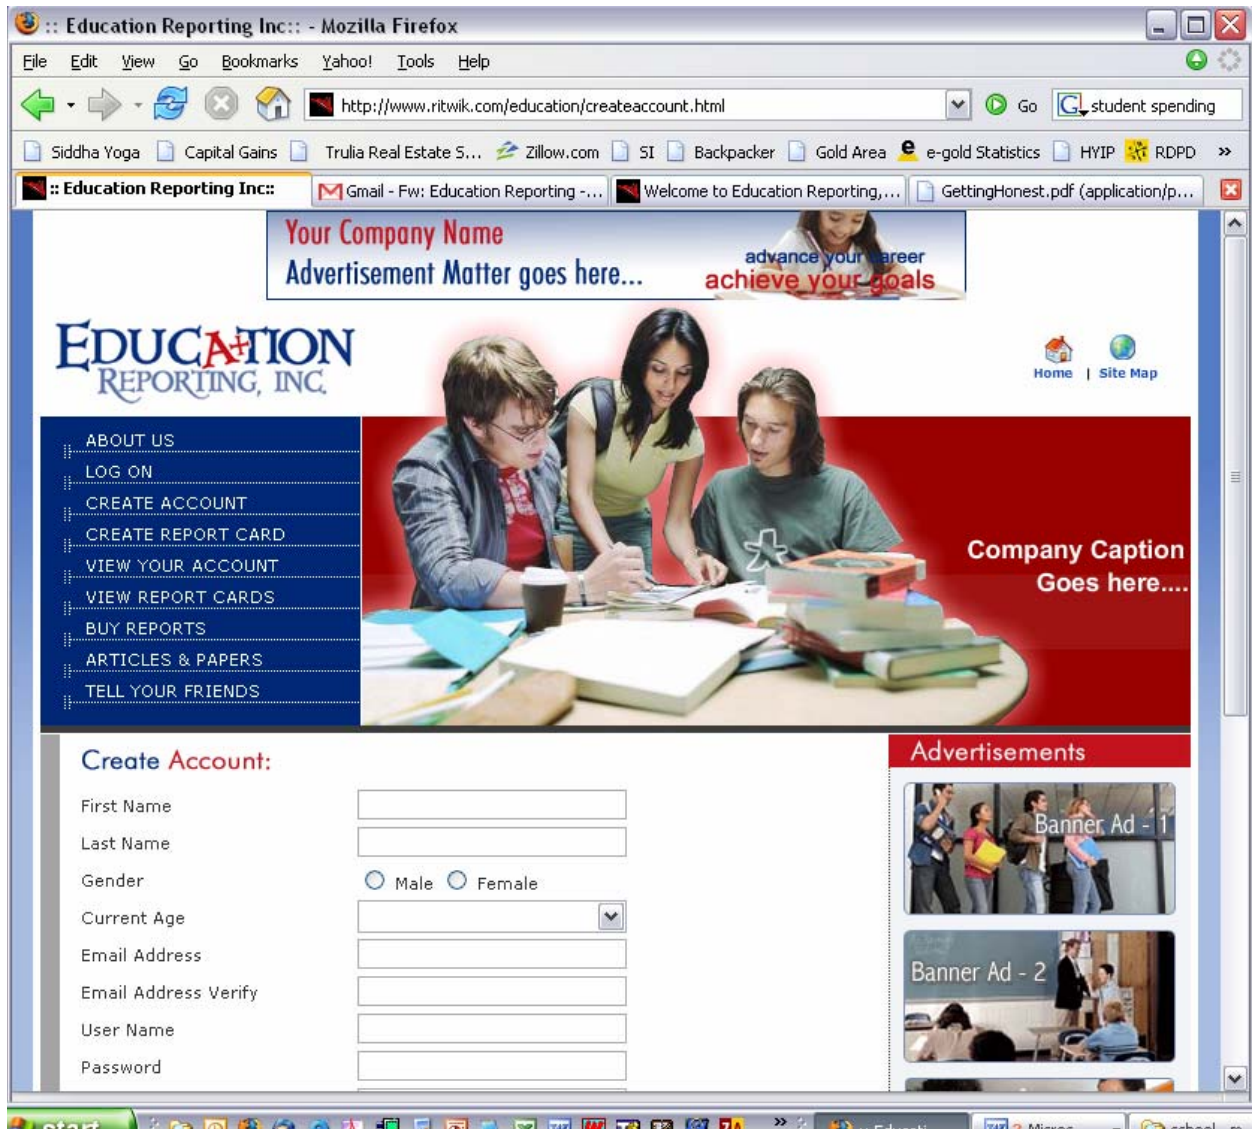 :: Education Reporting Inc:: - Mozilla Firefox
File Edit View Go Bookmarks Yahoo! Tools Help
http://www.ritwik.com/education/createaccount.html Go G student spending
Siddha Yoga Capital Gains Trulia Real Estate S... Zillow.com SI Backpacker Gold Area e e-gold Statistics HYIP RDPD »
:: Education Reporting Inc:: Gmail - Fw: Education Reporting -... Welcome to Education Reporting,... GettingHonest.pdf (application/p...
Your Company Name
Advertisement Matter goes here...
advance your career
achieve your goals
EDUCA+TION
REPORTING, INC.
Home | Site Map
ABOUT US
LOG ON
CREATE ACCOUNT
CREATE REPORT CARD
VIEW YOUR ACCOUNT
VIEW REPORT CARDS
BUY REPORTS
ARTICLES & PAPERS
TELL YOUR FRIENDS
Company Caption
Goes here....
Create Account:
First Name
Last Name
Gender Male Female
Current Age
Email Address
Email Address Verify
User Name
Password
Advertisements
Banner Ad - 1
Banner Ad - 2
start » :: Educati... 2 Micros...